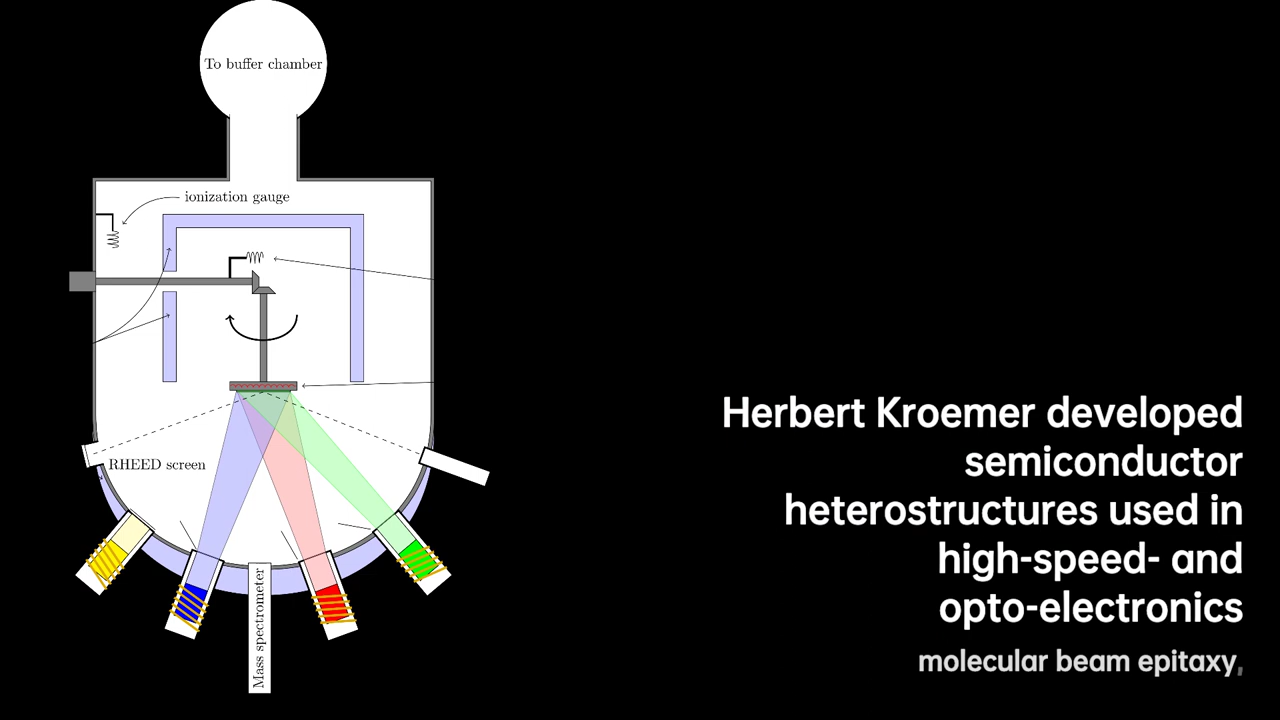 To buffer chamber
ionization gauge
RHEED screen
Mass spectrometer
Herbert Kroemer developed
semiconductor
heterostructures used in
high-speed- and
opto-electronics
molecular beam epitaxy,